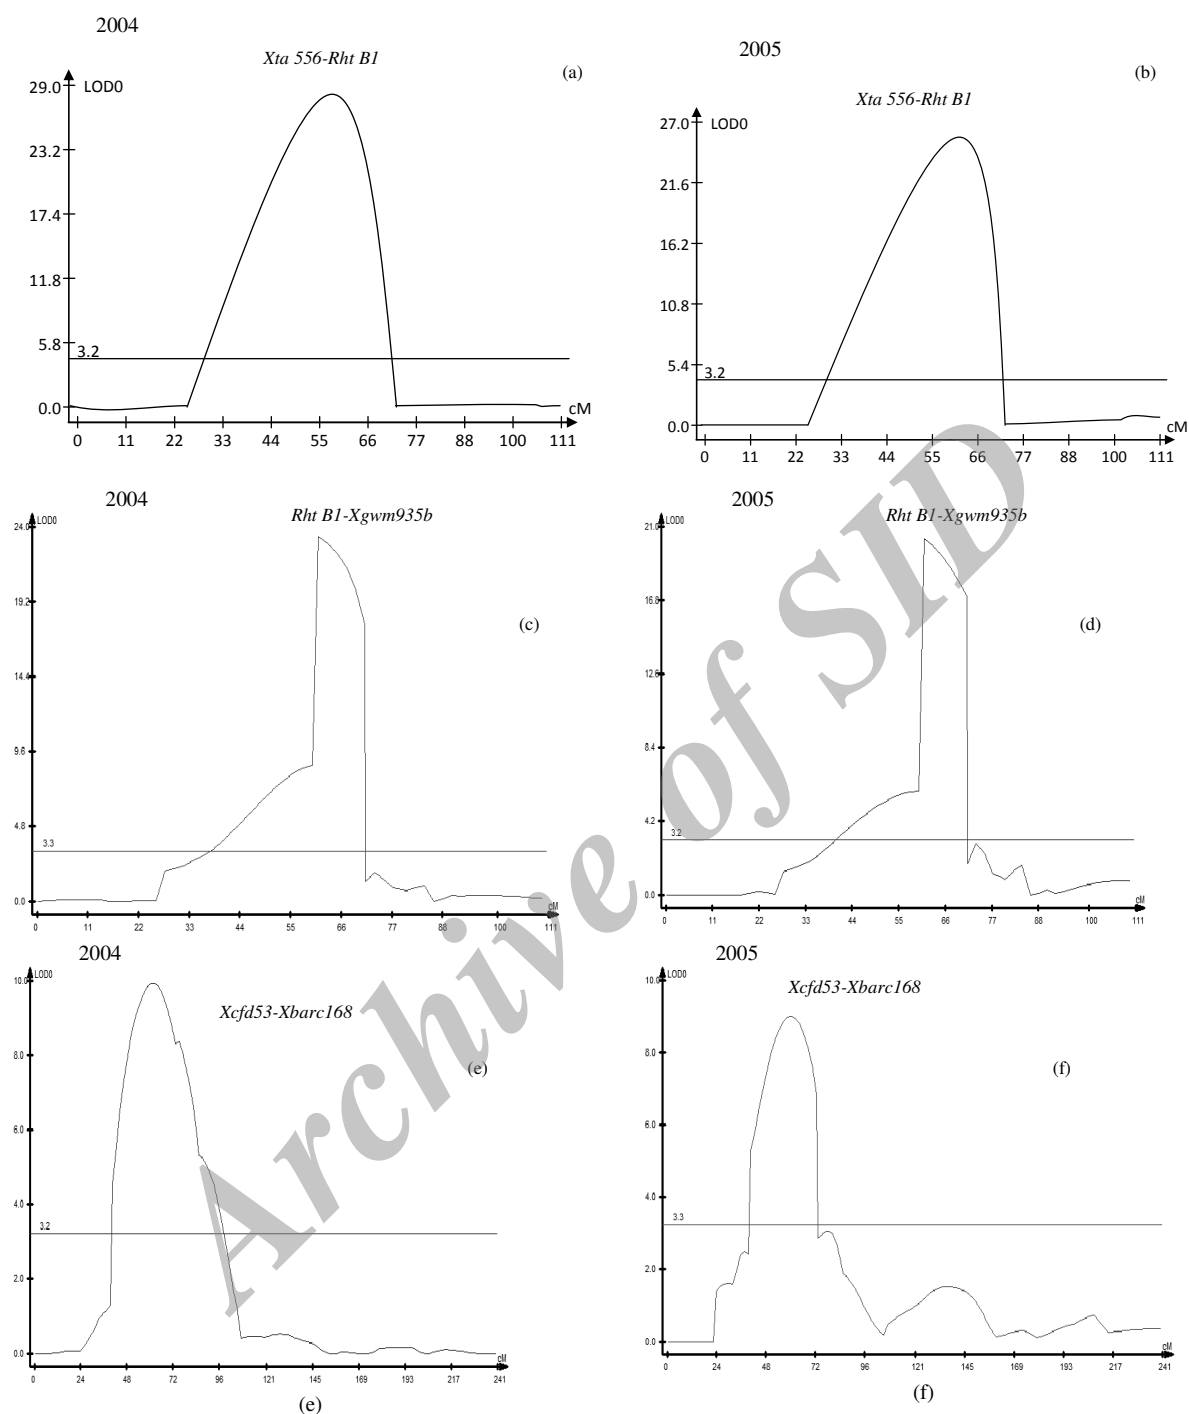 2004
Xta 556-Rht B1
(a)
LOD0
29.0
23.2
17.4
11.8
5.8
3.2
0.0
cM
0 11 22 33 44 55 66 77 88 100 111
2005
Xta 556-Rht B1
(b)
LOD0
27.0
21.6
16.2
10.8
5.4
3.2
0.0
cM
0 11 22 33 44 55 66 77 88 100 111
2004
Rht B1-Xgwm935b
(c)
LOD0
24.0
19.2
14.4
9.6
4.8
3.3
0.0
cM
0 11 22 33 44 55 66 77 88 100 111
2005
Rht B1-Xgwm935b
(d)
LOD0
21.0
16.8
12.6
8.4
4.2
3.2
0.0
cM
0 11 22 33 44 55 66 77 88 100 111
2004
Xcfd53-Xbarc168
(e)
LOD0
10.0
8.0
6.0
4.0
3.2
2.0
0.0
cM
0 24 48 72 96 121 145 169 193 217 241
(e)
2005
Xcfd53-Xbarc168
(f)
LOD0
10.0
8.0
6.0
4.0
3.3
2.0
0.0
cM
0 24 48 72 96 121 145 169 193 217 241
(f)
Archive of SID